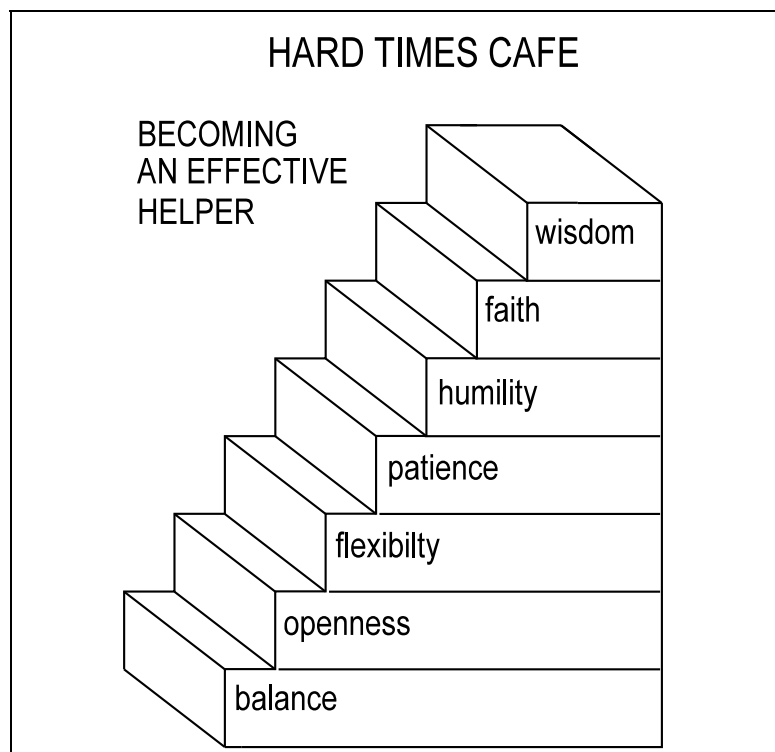 HARD TIMES CAFE
BECOMING
AN EFFECTIVE
HELPER
wisdom
faith
humility
patience
flexibilty
openness
balance